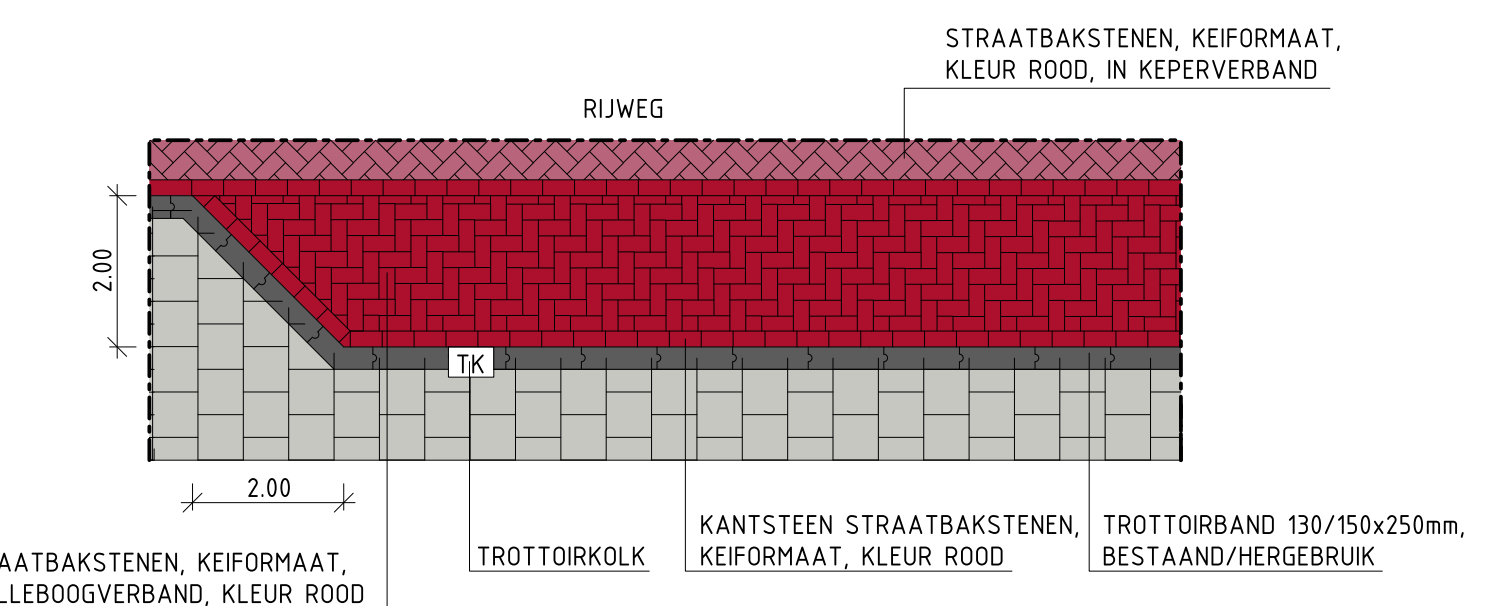 STRAATBAKSTENEN, KEIFORMAAT,
KLEUR ROOD, IN KEPERVERBAND
RIJWEG
2.00
TK
2.00
KANTSTEEN STRAATBAKSTENEN,
KEIFORMAAT, KLEUR ROOD
TROTTOIRBAND 130/150x250mm,
BESTAAND/HERGEBRUIK
TROTTOIRKOLK
AATBAKSTENEN, KEIFORMAAT,
LLEBOOGVERBAND, KLEUR ROOD